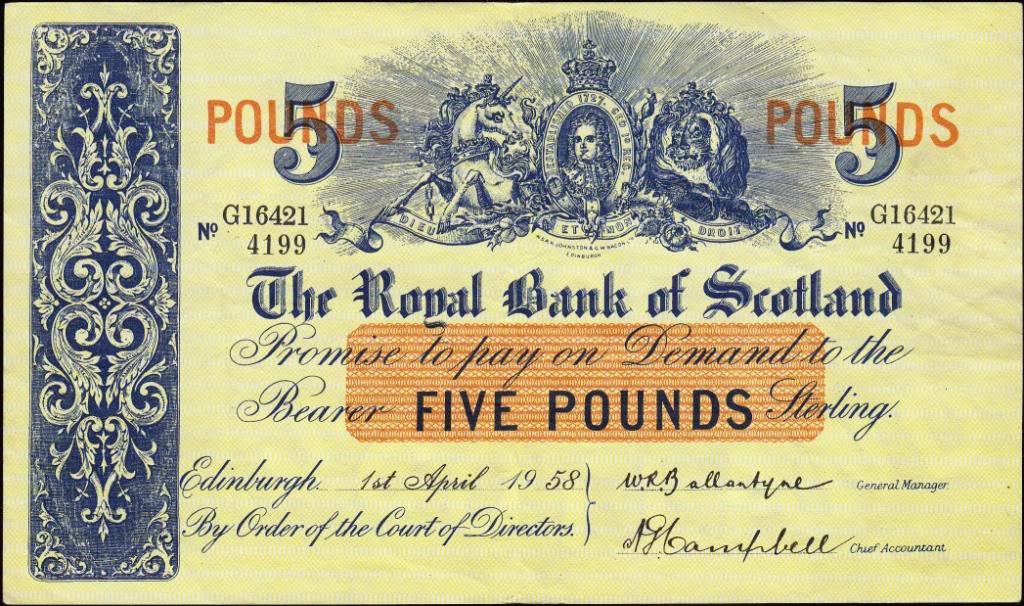 POUNDS 5
5 POUNDS
ESTABLISHED 1727.
DIEU ET MON DROIT
W. & A.K. JOHNSTON & G.W. BACON LTD
EDINBURGH
No G16421
4199
No G16421
4199
The Royal Bank of Scotland
Promise to pay on Demand to the
Bearer FIVE POUNDS Sterling.
Edinburgh. 1st April 1958
By Order of the Court of Directors.
W.R.Ballantyne General Manager.
A.G.Campbell Chief Accountant